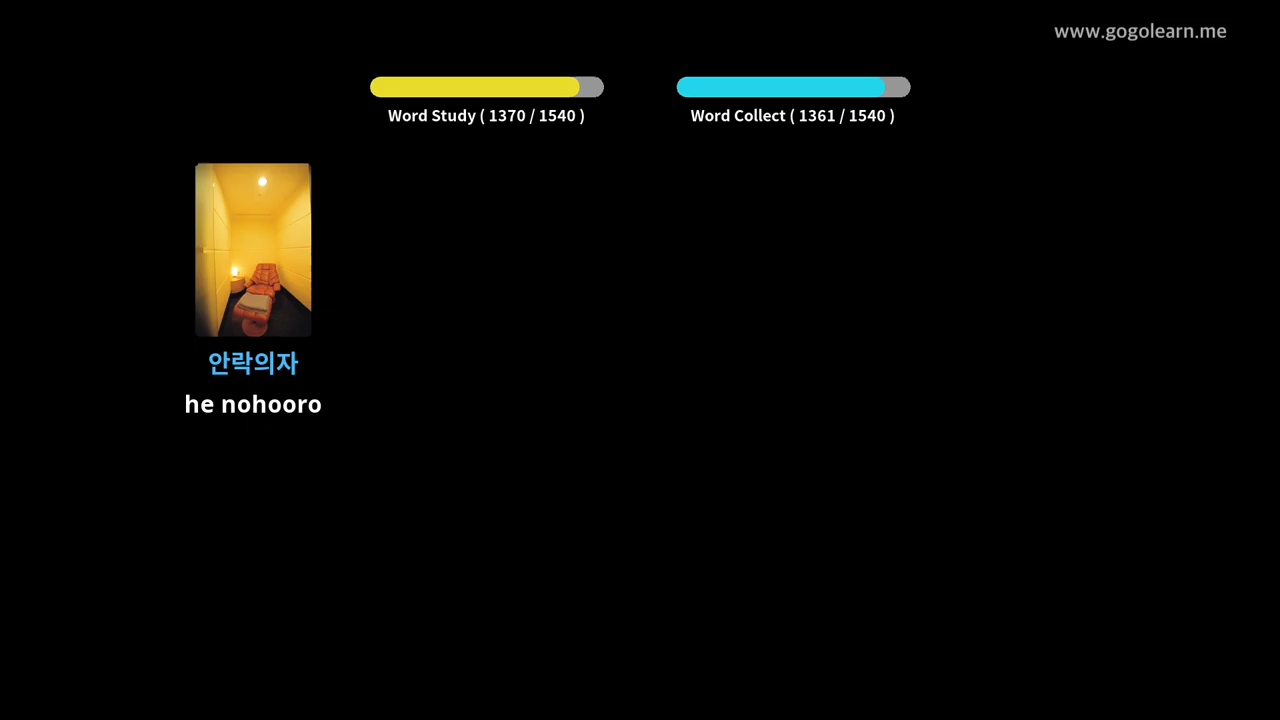 www.gogolearn.me
Word Study ( 1370 / 1540 )
Word Collect ( 1361 / 1540 )
안락의자
he nohooro